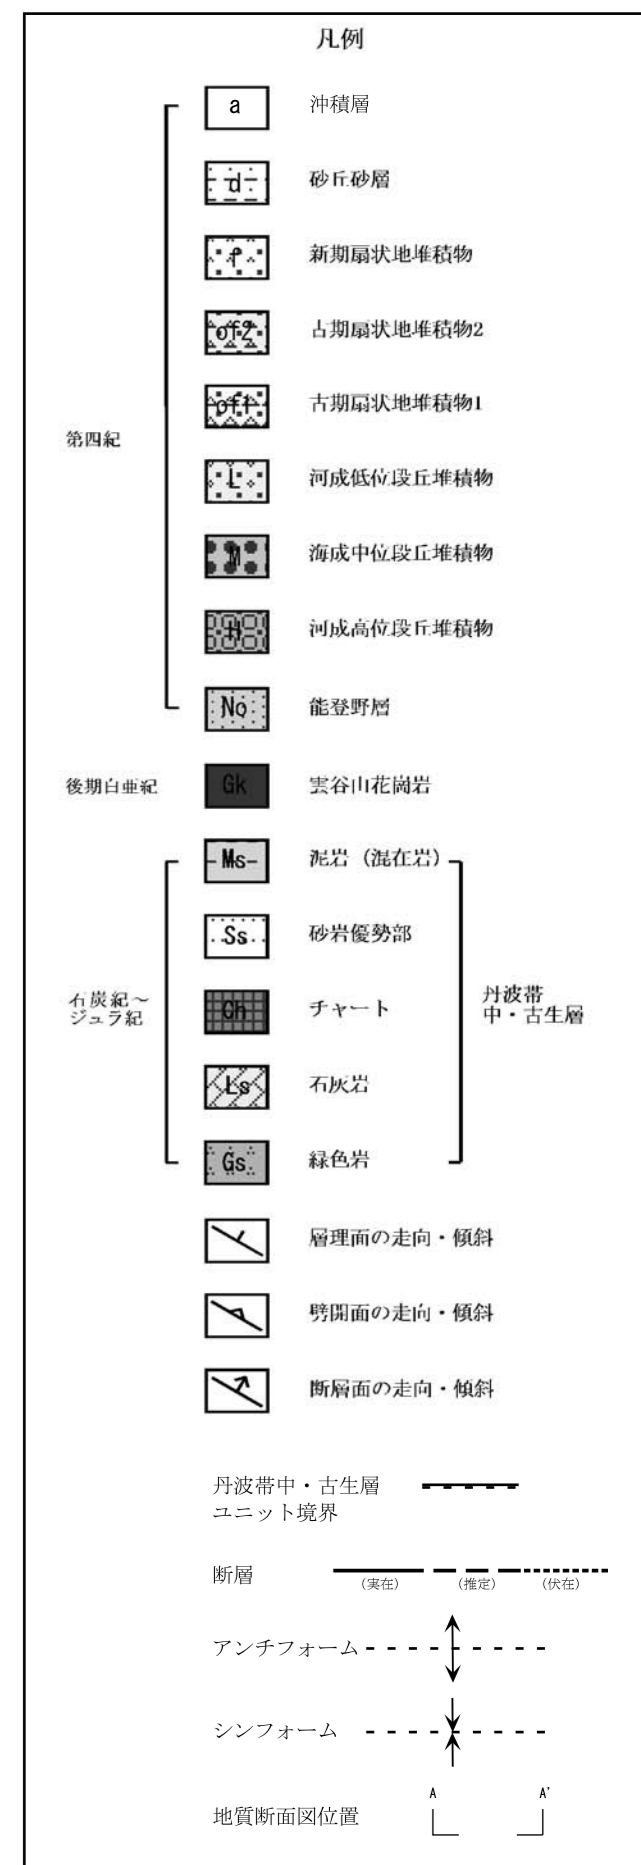 凡例
a 沖積層
d 砂丘砂層
f 新期扇状地堆積物
of2 古期扇状地堆積物2
of1 古期扇状地堆積物1
第四紀
L 河成低位段丘堆積物
M 海成中位段丘堆積物
H 河成高位段丘堆積物
No 能登野層
後期白亜紀 Gk 雲谷山花崗岩
Ms 泥岩（混在岩）
Ss 砂岩優勢部
石炭紀～
ジュラ紀
Ch チャート
丹波帯
中・古生層
Ls 石灰岩
Gs 緑色岩
層理面の走向・傾斜
劈開面の走向・傾斜
断層面の走向・傾斜
丹波帯中・古生層
ユニット境界
断層
（実在） （推定） （伏在）
アンチフォーム
シンフォーム
地質断面図位置 A A'